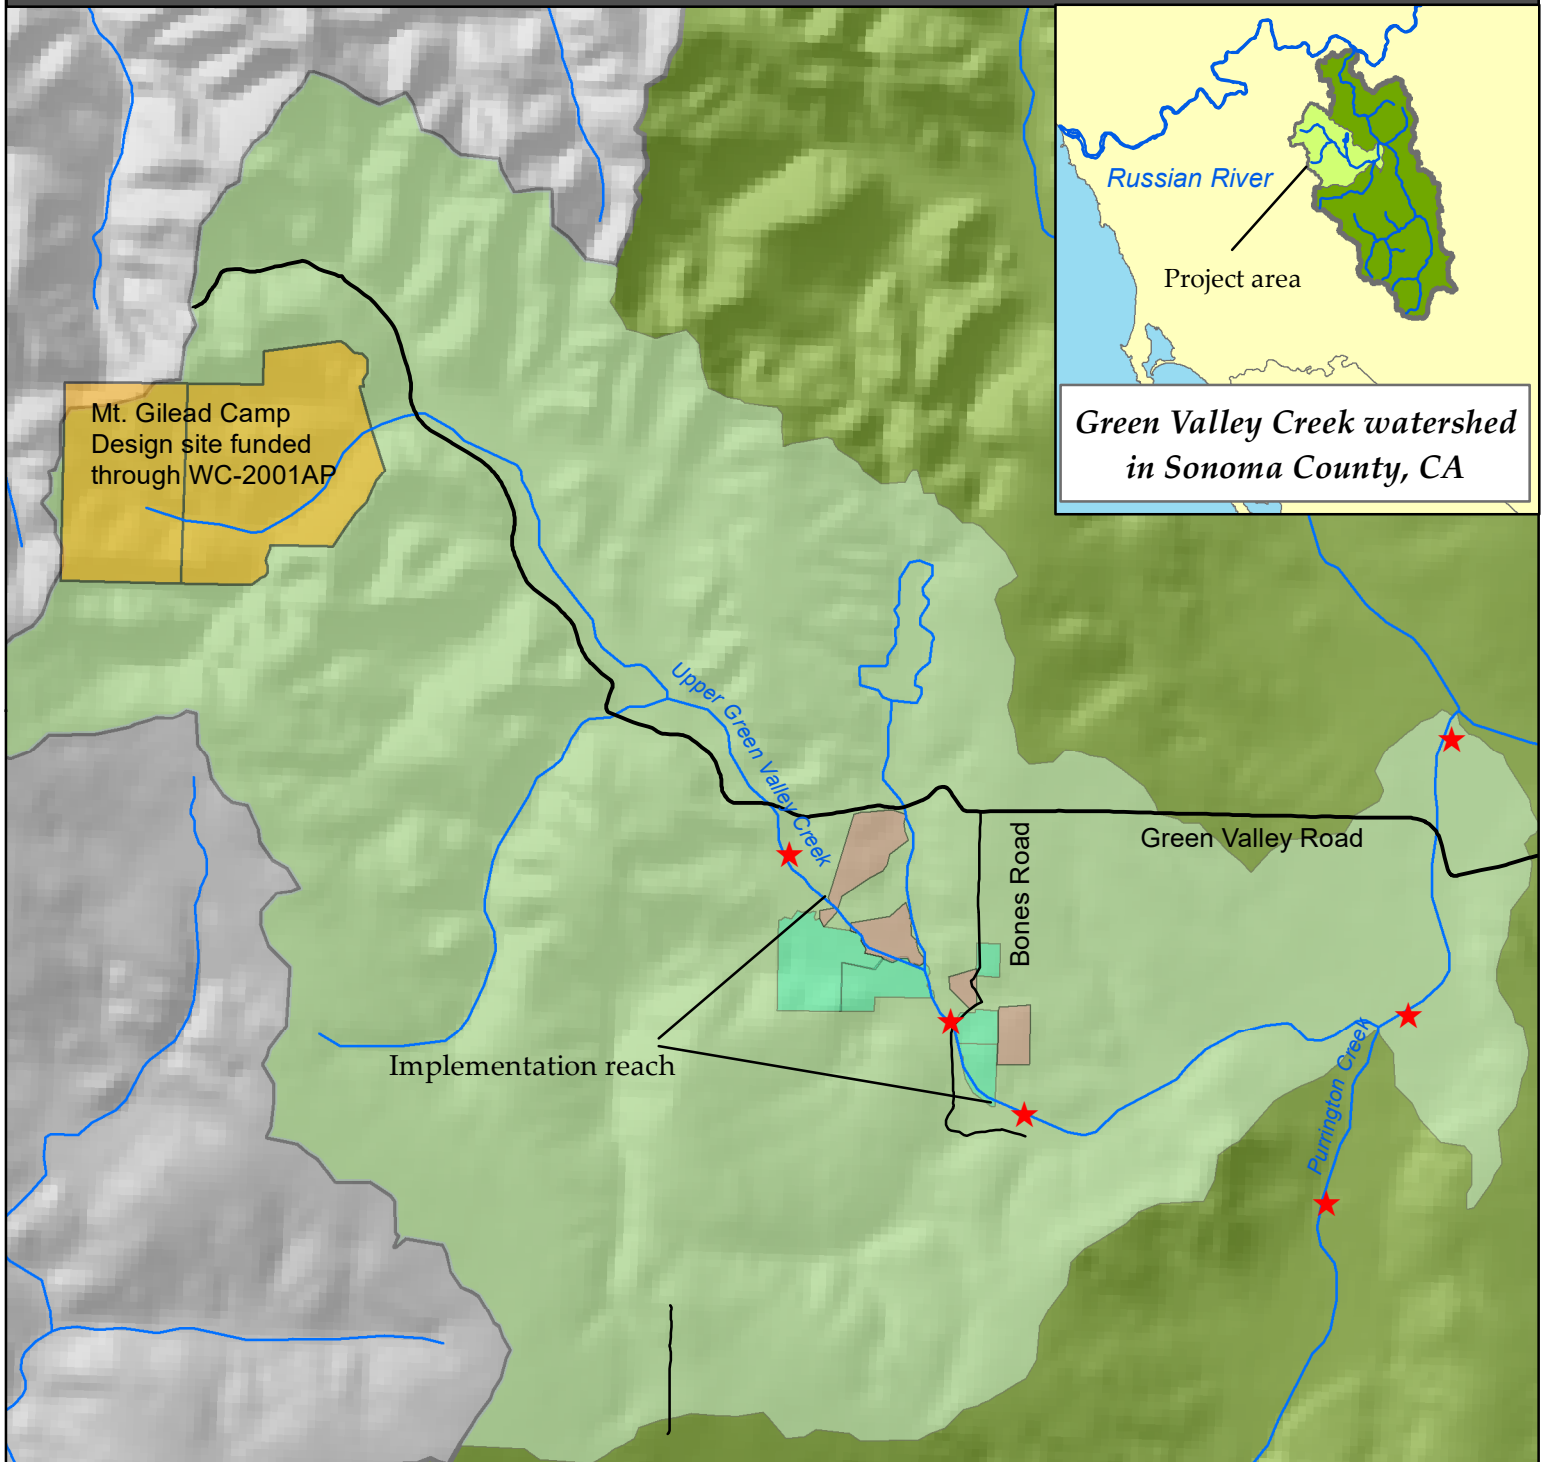 Russian River
Project area
Green Valley Creek watershed
in Sonoma County, CA
Mt. Gilead Camp
Design site funded
through WC-2001AP
Upper Green Valley Creek
Green Valley Road
Bones Road
Implementation reach
Purrington Creek